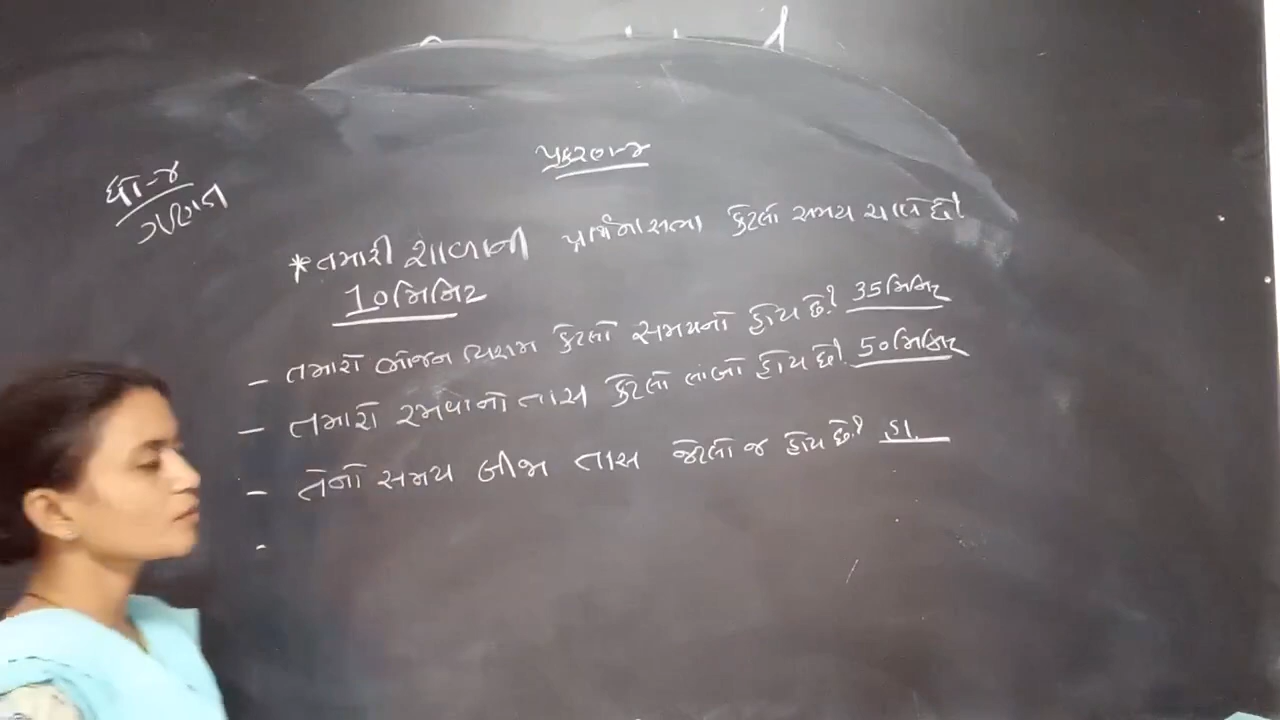 ધો-૪
ગણિત
પ્રકરણ-૪
* તમારી શાળાની પ્રાર્થનાસભા કેટલો સમય ચાલે છે?
10 મિનિટ
- તમારો ભોજન વિરામ કેટલો સમયનો હોય છે.? 35 મિનિટ
- તમારો રમવાનો તાસ કેટલો લાંબો હોય છે? 50 મિનિટ
- તેનો સમય બીજા તાસ જેટલો જ હોય છે.? હા.
-